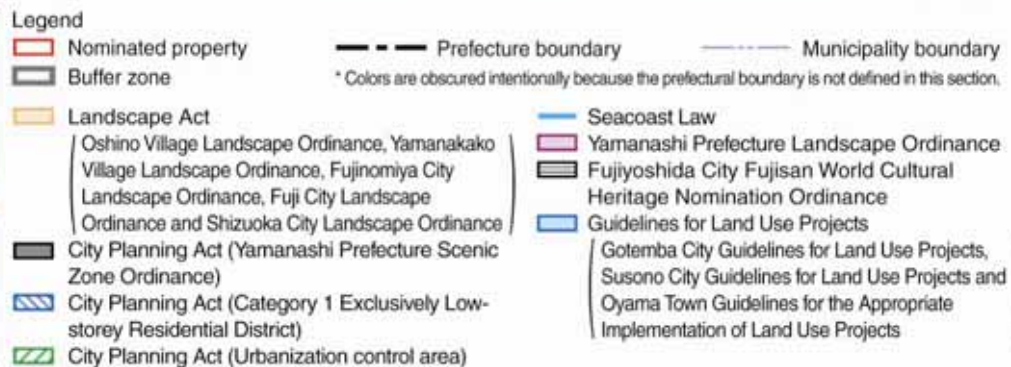 Legend
Nominated property
Prefecture boundary
Municipality boundary
Buffer zone
* Colors are obscured intentionally because the prefectural boundary is not defined in this section.
Landscape Act
Oshino Village Landscape Ordinance, Yamanakako
Village Landscape Ordinance, Fujinomiya City
Landscape Ordinance, Fuji City Landscape
Ordinance and Shizuoka City Landscape Ordinance
City Planning Act (Yamanashi Prefecture Scenic
Zone Ordinance)
City Planning Act (Category 1 Exclusively Low-
storey Residential District)
City Planning Act (Urbanization control area)
Seacoast Law
Yamanashi Prefecture Landscape Ordinance
Fujiyoshida City Fujisan World Cultural
Heritage Nomination Ordinance
Guidelines for Land Use Projects
Gotemba City Guidelines for Land Use Projects,
Susono City Guidelines for Land Use Projects and
Oyama Town Guidelines for the Appropriate
Implementation of Land Use Projects